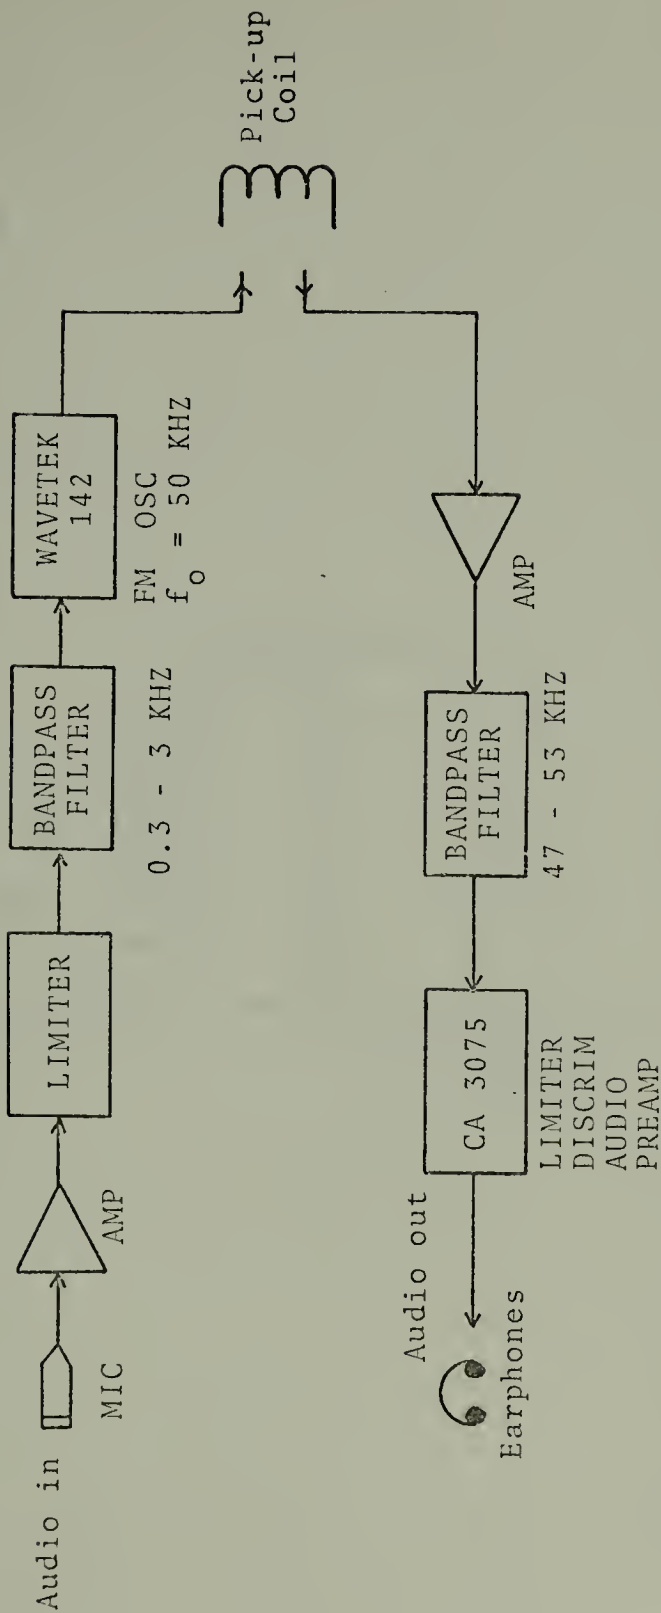 Audio in
MIC
AMP
LIMITER
BANDPASS
FILTER
0.3 - 3 KHZ
WAVETEK
142
FM OSC
fo = 50 KHZ
Pick-up
Coil
AMP
BANDPASS
FILTER
47 - 53 KHZ
CA 3075
LIMITER
DISCRIM
AUDIO
PREAMP
Audio out
Earphones